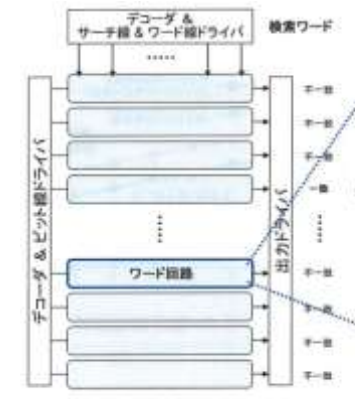 デコーダ &
サーチ線 & ワード線ドライバ
検索ワード
不一致
不一致
不一致
一致
デコーダ & ビット線ドライバ
出力ドライバ
ワード回路
不一致
不一致
不一致
不一致